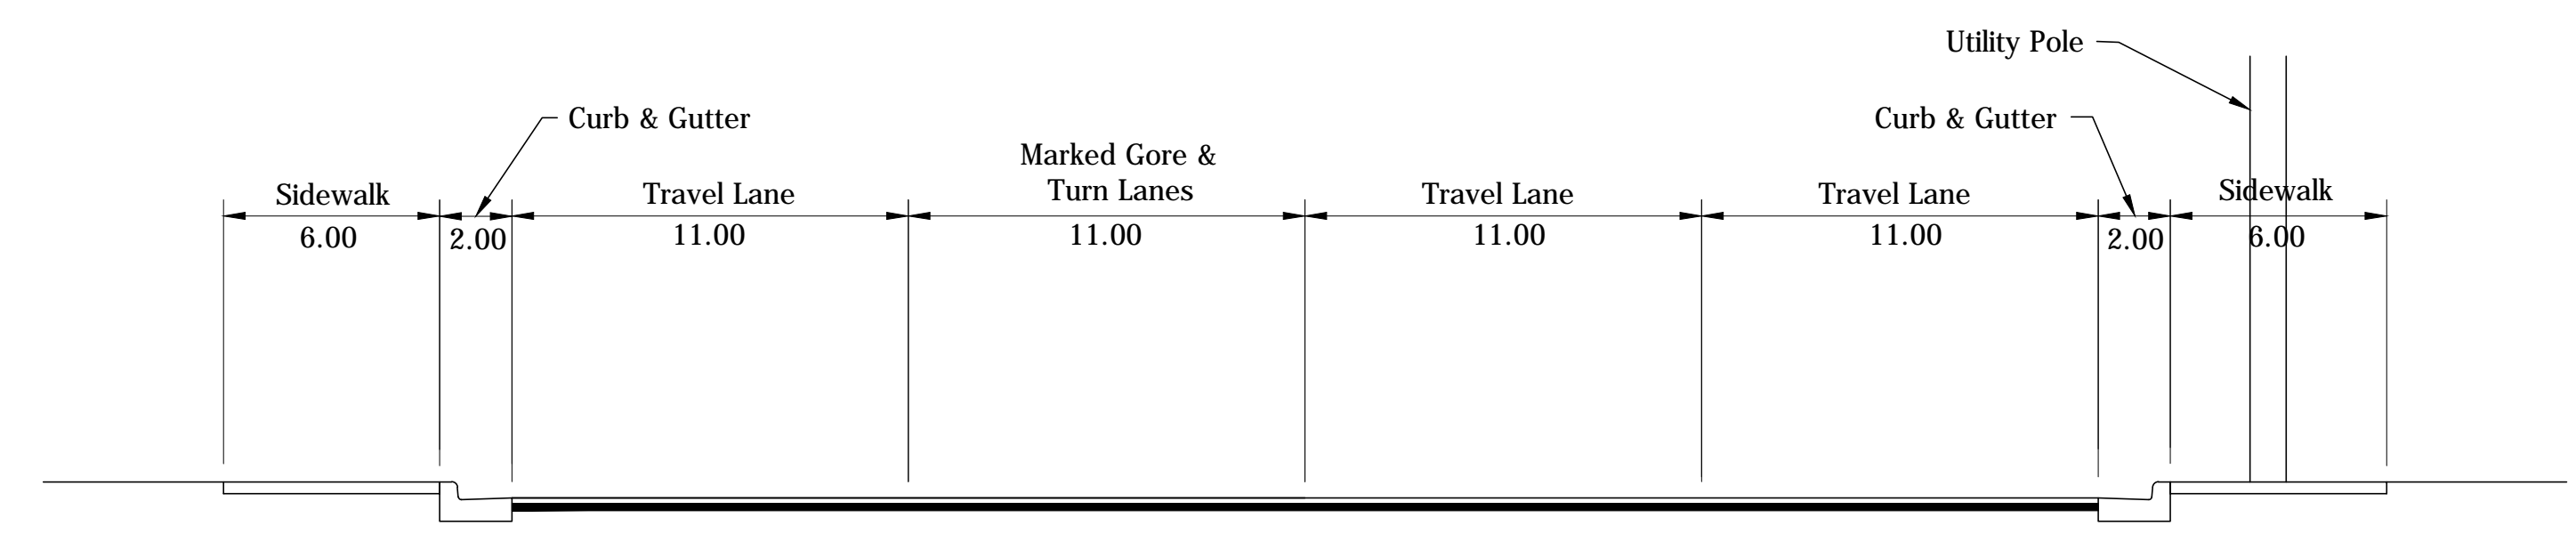 Utility Pole
Curb & Gutter
Curb & Gutter
Marked Gore &
Turn Lanes
Sidewalk
Travel Lane
Travel Lane
Travel Lane
Sidewalk
6.00
2.00
11.00
11.00
11.00
11.00
2.00
6.00